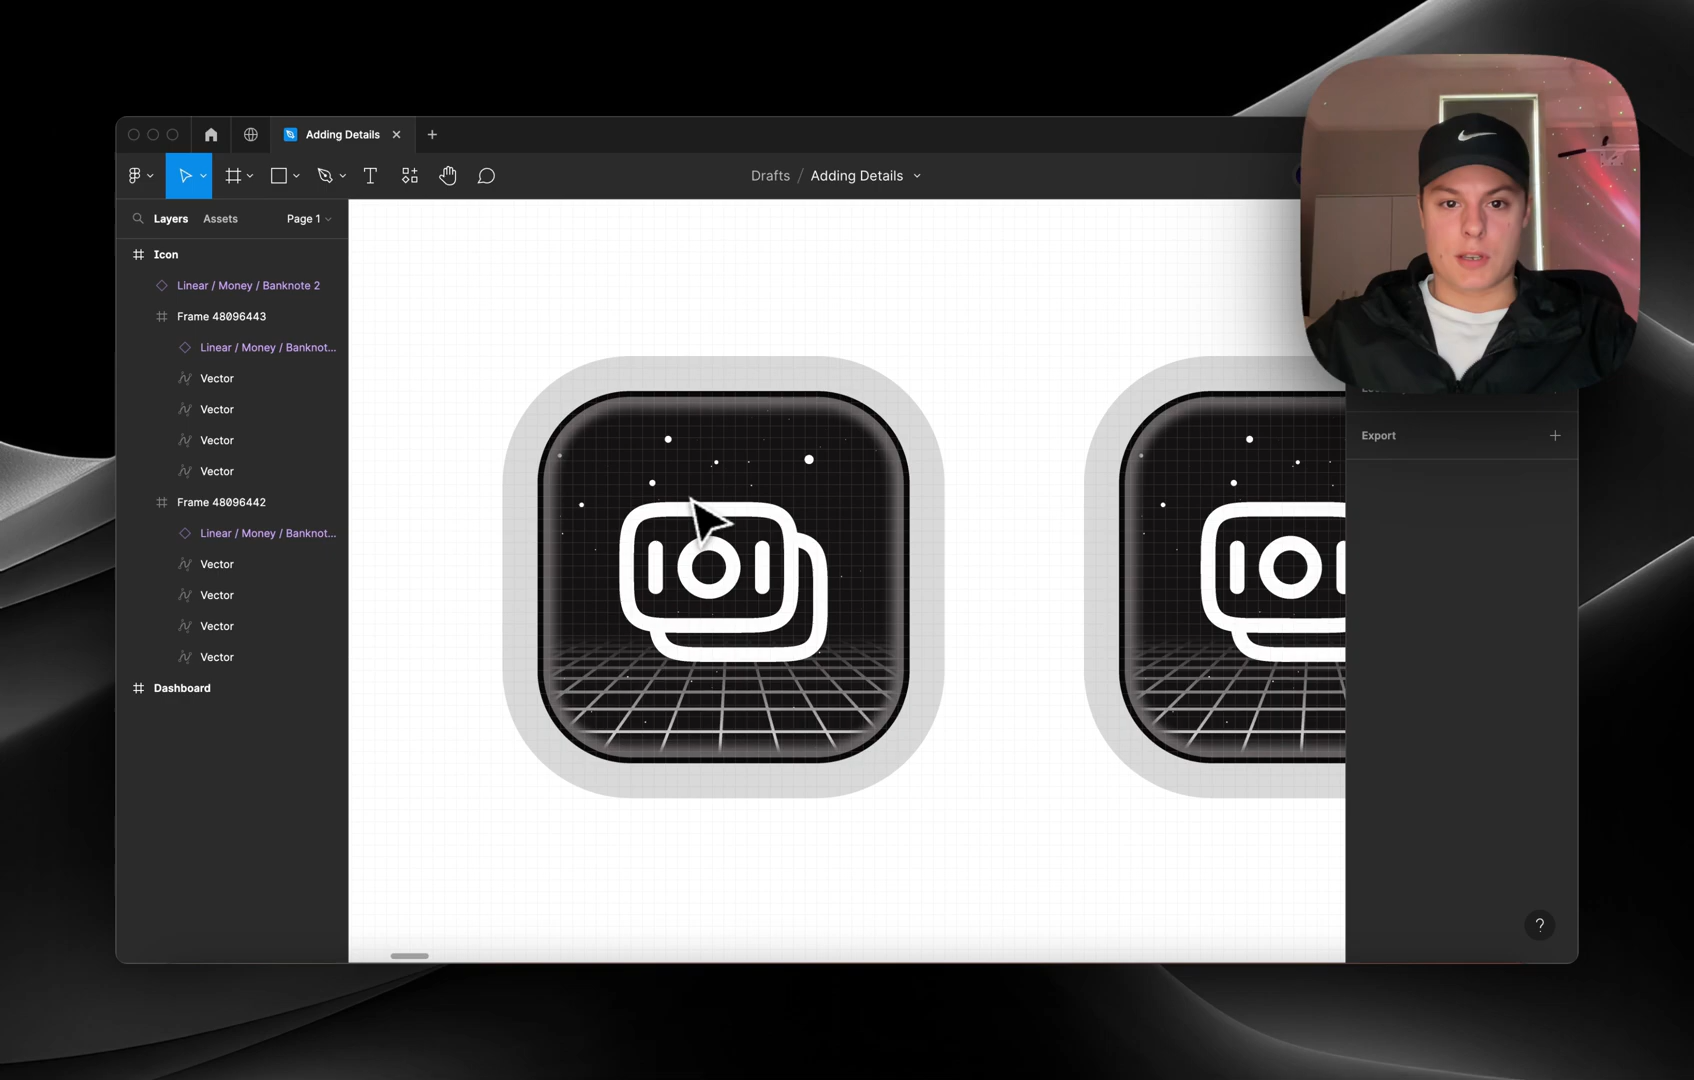 Adding Details
Drafts / Adding Details
Layers Assets Page 1
Icon
Linear / Money / Banknote 2
Frame 48096443
Linear / Money / Banknot...
Vector
Vector
Vector
Vector
Frame 48096442
Linear / Money / Banknot...
Vector
Vector
Vector
Vector
Dashboard
Export
?